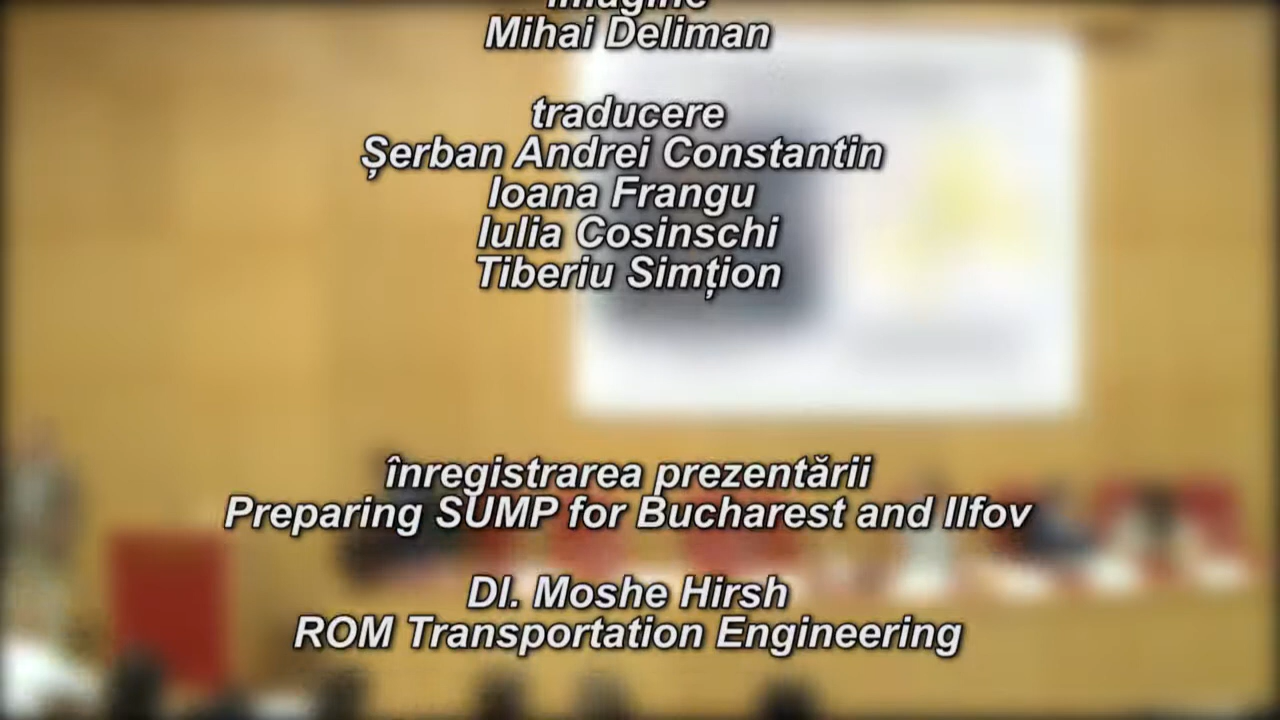 imagine
Mihai Deliman
traducere
Șerban Andrei Constantin
Ioana Frangu
Iulia Cosinschi
Tiberiu Simțion
înregistrarea prezentării
Preparing SUMP for Bucharest and Ilfov
Dl. Moshe Hirsh
ROM Transportation Engineering